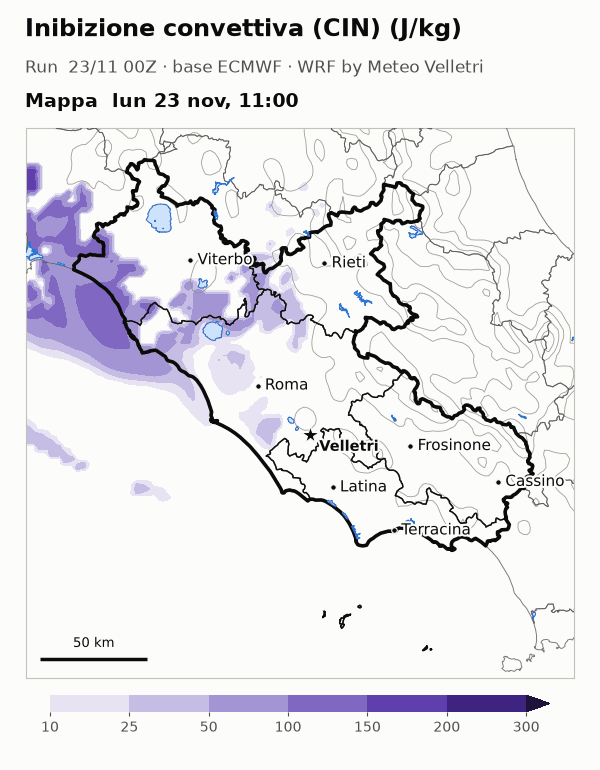 Inibizione convettiva (CIN) (J/kg)
Run  23/11 00Z · base ECMWF · WRF by Meteo Velletri
Mappa  lun 23 nov, 11:00
Viterbo
Rieti
Roma
Velletri
Frosinone
Latina
Cassino
Terracina
50 km
10 25 50 100 150 200 300